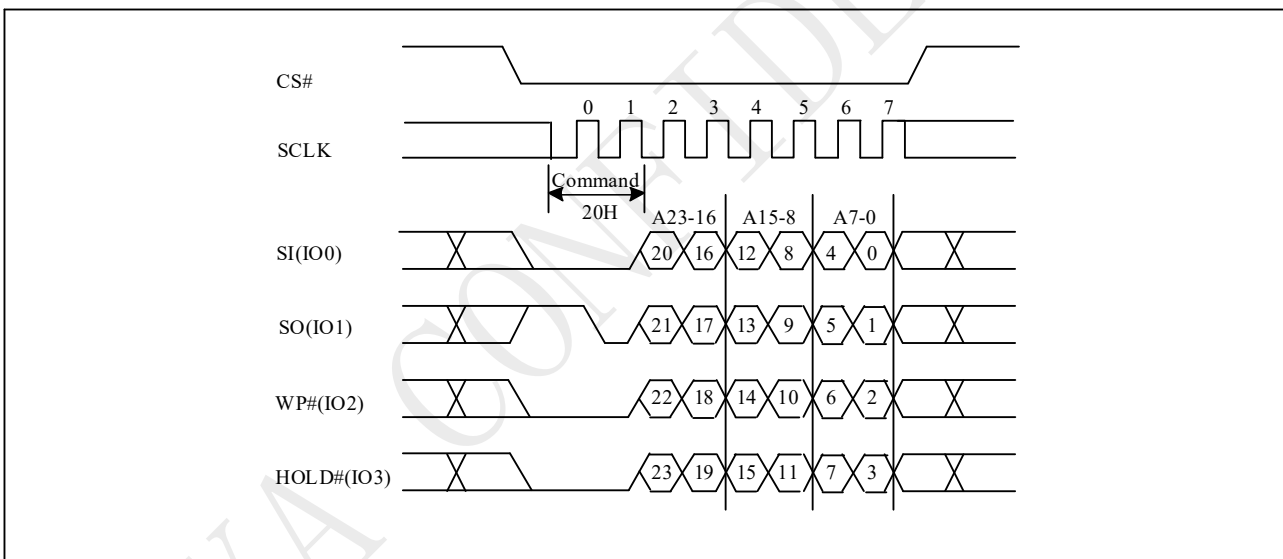 CS#
0 1 2 3 4 5 6 7
SCLK
Command
20H
A23-16 A15-8 A7-0
SI(IO0) 20 16 12 8 4 0
SO(IO1) 21 17 13 9 5 1
WP#(IO2) 22 18 14 10 6 2
HOLD#(IO3) 23 19 15 11 7 3